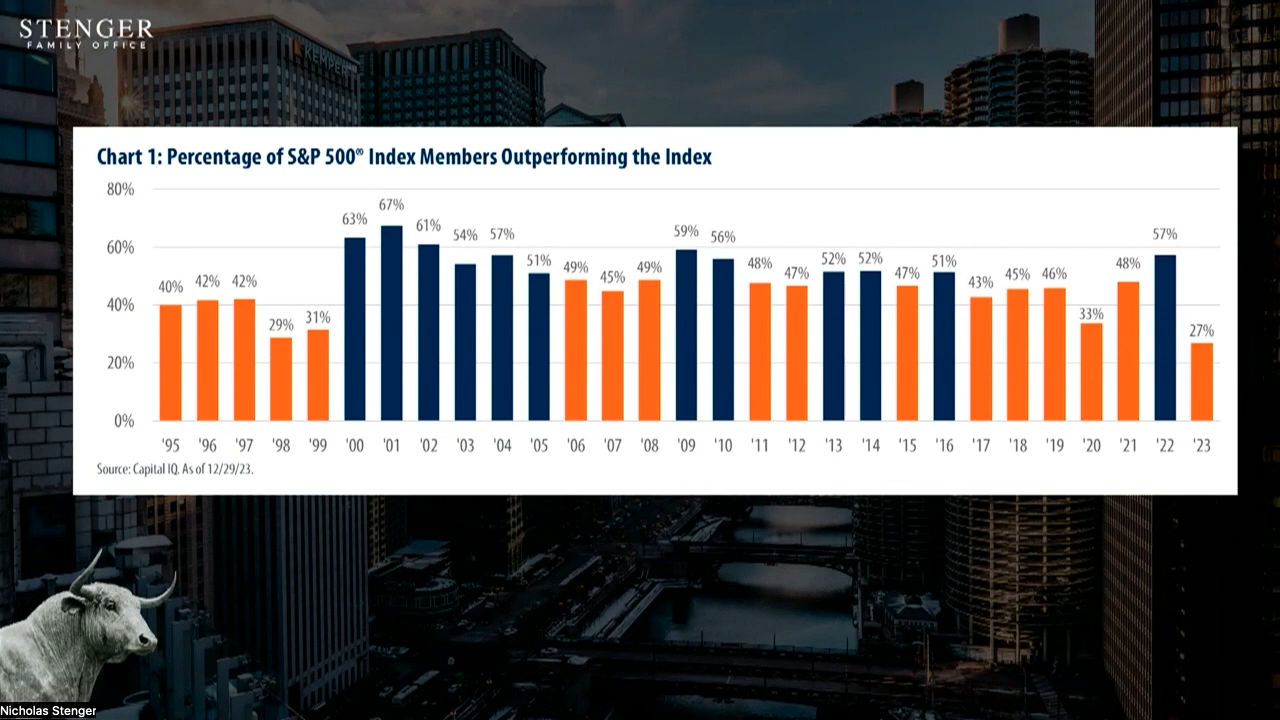 STENGER
FAMILY OFFICE
KEMPER
Chart 1: Percentage of S&P 500® Index Members Outperforming the Index
80%
60%
40%
20%
0%
40% 42% 42% 29% 31% 63% 67% 61% 54% 57% 51% 49% 45% 49% 59% 56% 48% 47% 52% 52% 47% 51% 43% 45% 46% 33% 48% 57% 27%
'95 '96 '97 '98 '99 '00 '01 '02 '03 '04 '05 '06 '07 '08 '09 '10 '11 '12 '13 '14 '15 '16 '17 '18 '19 '20 '21 '22 '23
Source: Capital IQ. As of 12/29/23.
Nicholas Stenger